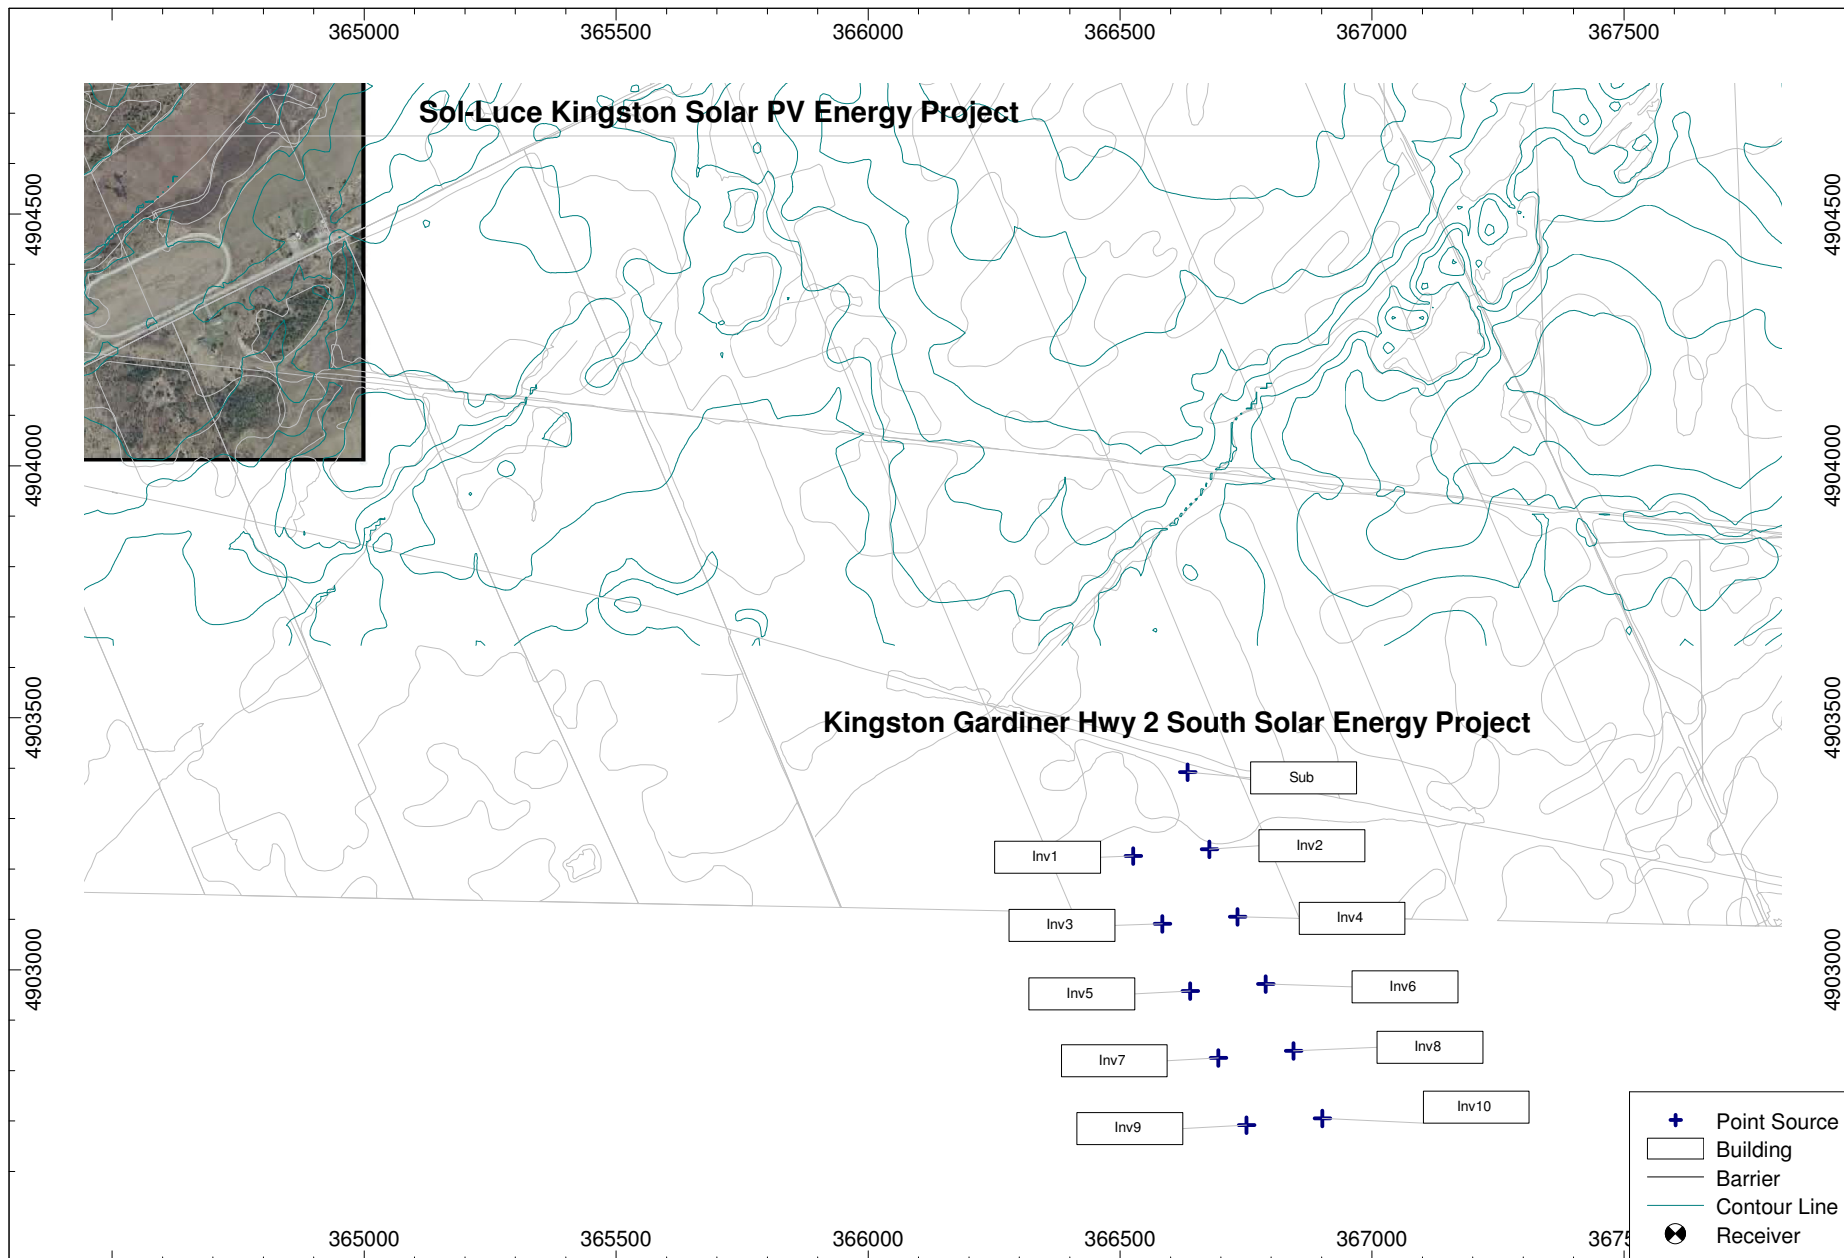 365000 365500 366000 366500 367000 367500
Sol-Luce Kingston Solar PV Energy Project
4904500 4904500
4904000 4904000
4903500 4903500
Kingston Gardiner Hwy 2 South Solar Energy Project
Sub
Inv1 Inv2
Inv3 Inv4
4903000 4903000
Inv5 Inv6
Inv7 Inv8
Inv9 Inv10
Point Source
Building
Barrier
Contour Line
Receiver
365000 365500 366000 366500 367000 3675